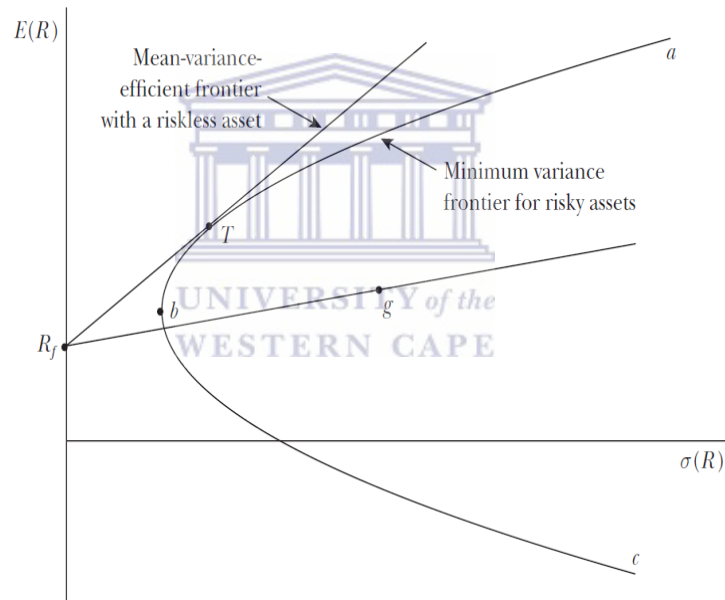 E(R)
Mean-variance-
efficient frontier
with a riskless asset
a
Minimum variance
frontier for risky assets
T
UNIVERSITY of the
WESTERN CAPE
b
g
R_f
σ(R)
c